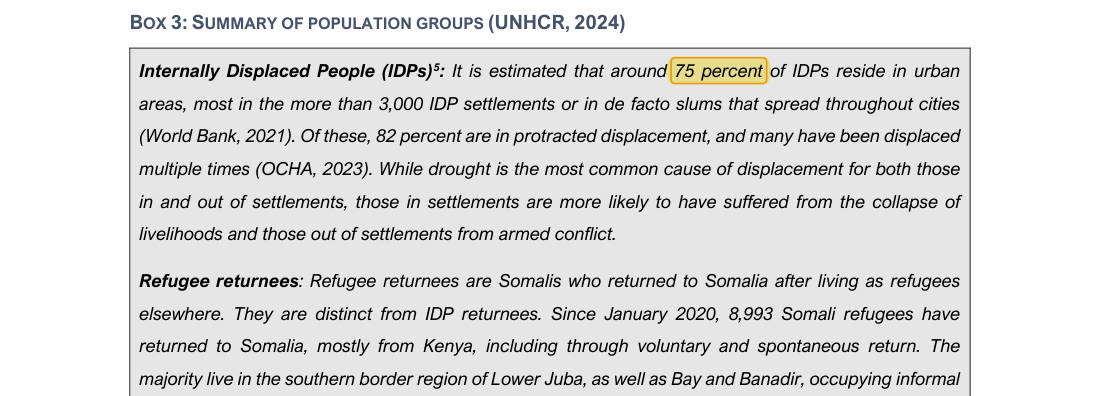 BOX 3: SUMMARY OF POPULATION GROUPS (UNHCR, 2024)
Internally Displaced People (IDPs)⁵: It is estimated that around 75 percent of IDPs reside in urban
areas, most in the more than 3,000 IDP settlements or in de facto slums that spread throughout cities
(World Bank, 2021). Of these, 82 percent are in protracted displacement, and many have been displaced
multiple times (OCHA, 2023). While drought is the most common cause of displacement for both those
in and out of settlements, those in settlements are more likely to have suffered from the collapse of
livelihoods and those out of settlements from armed conflict.
Refugee returnees: Refugee returnees are Somalis who returned to Somalia after living as refugees
elsewhere. They are distinct from IDP returnees. Since January 2020, 8,993 Somali refugees have
returned to Somalia, mostly from Kenya, including through voluntary and spontaneous return. The
majority live in the southern border region of Lower Juba, as well as Bay and Banadir, occupying informal